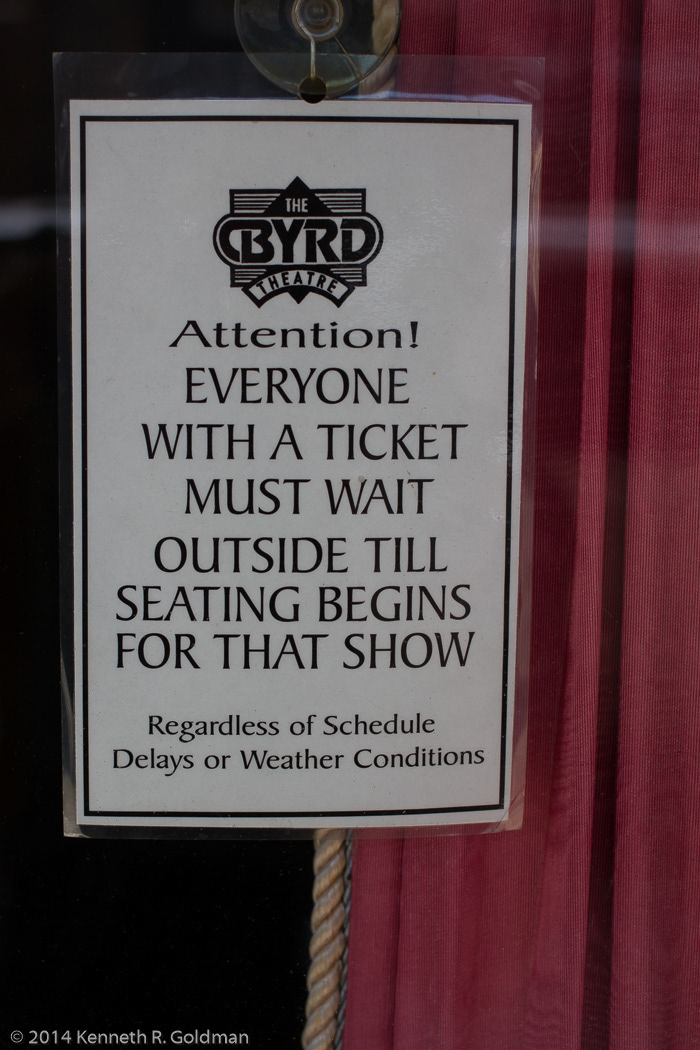 THE
BYRD
THEATRE
Attention!
EVERYONE
WITH A TICKET
MUST WAIT
OUTSIDE TILL
SEATING BEGINS
FOR THAT SHOW
Regardless of Schedule
Delays or Weather Conditions
© 2014 Kenneth R. Goldman